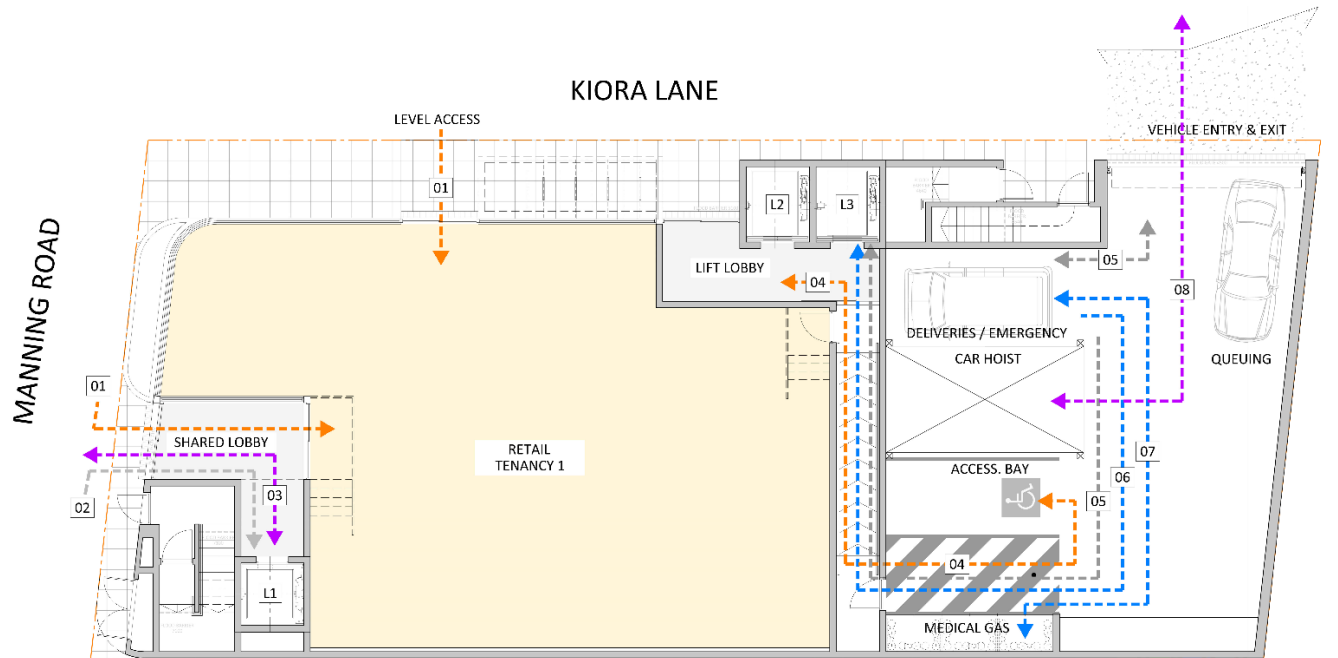 KIORA LANE
LEVEL ACCESS
VEHICLE ENTRY & EXIT
01
L2
L3
MANNING ROAD
05
LIFT LOBBY
04
08
DELIVERIES / EMERGENCY
CAR HOIST
QUEUING
01
SHARED LOBBY
RETAIL
TENANCY 1
07
ACCESS. BAY
06
03
05
02
04
L1
MEDICAL GAS